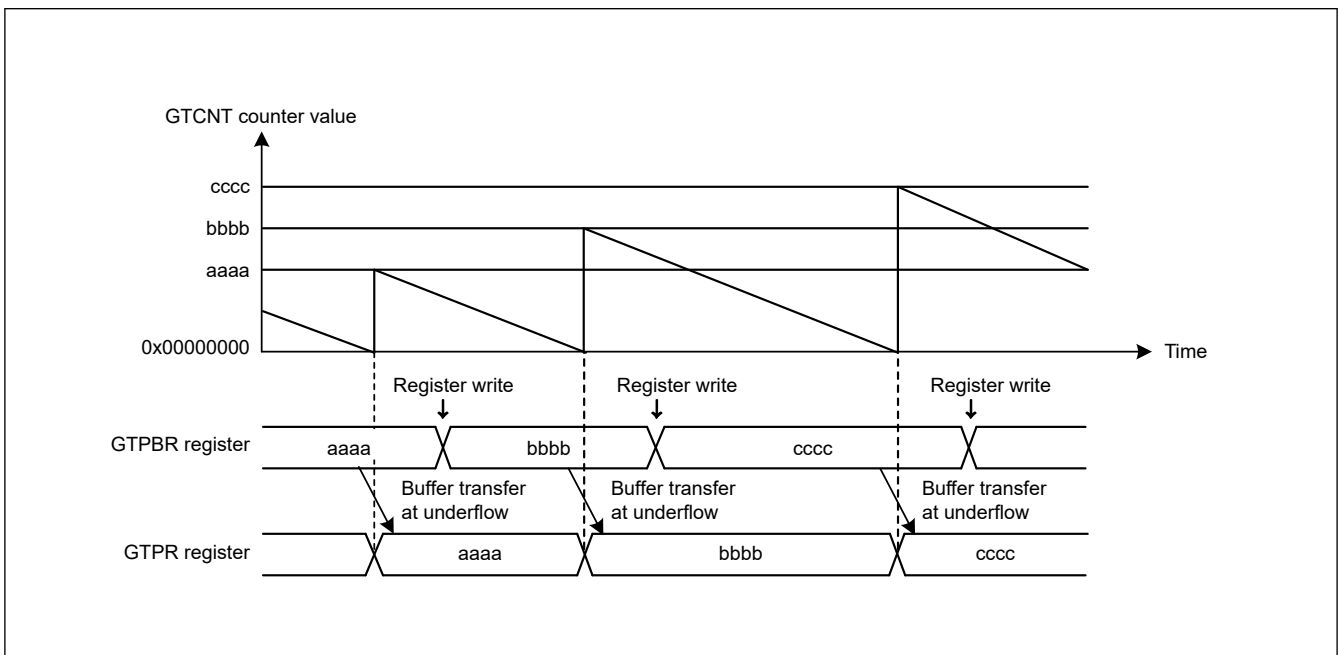 GTCNT counter value
cccc
bbbb
aaaa
0x00000000
Time
Register write
Register write
Register write
GTPBR register
aaaa
bbbb
cccc
Buffer transfer
at underflow
Buffer transfer
at underflow
Buffer transfer
at underflow
GTPR register
aaaa
bbbb
cccc